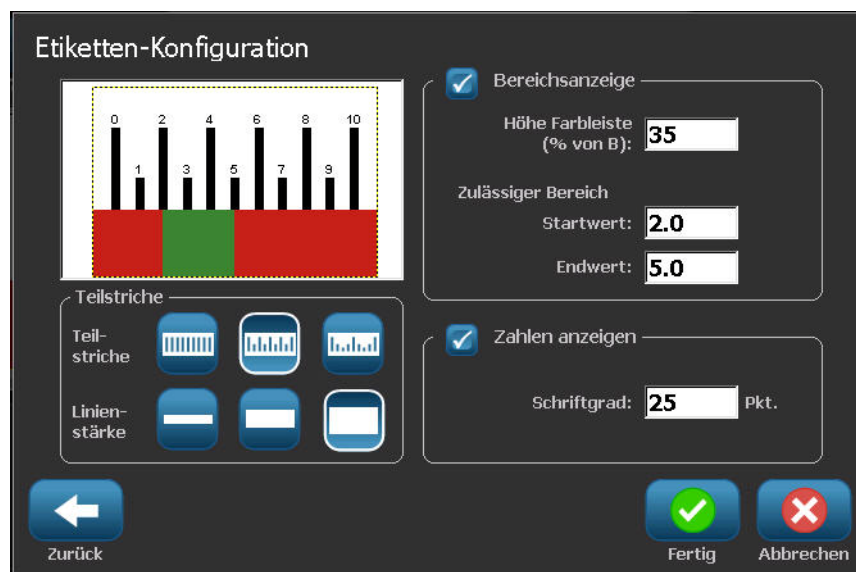 Etiketten-Konfiguration
0 2 4 6 8 10
1 3 5 7 9
Teilstriche
Teil-
striche
Linien-
stärke
Bereichsanzeige
Höhe Farbleiste
(% von B): 35
Zulässiger Bereich
Startwert: 2.0
Endwert: 5.0
Zahlen anzeigen
Schriftgrad: 25 Pkt.
Zurück
Fertig
Abbrechen